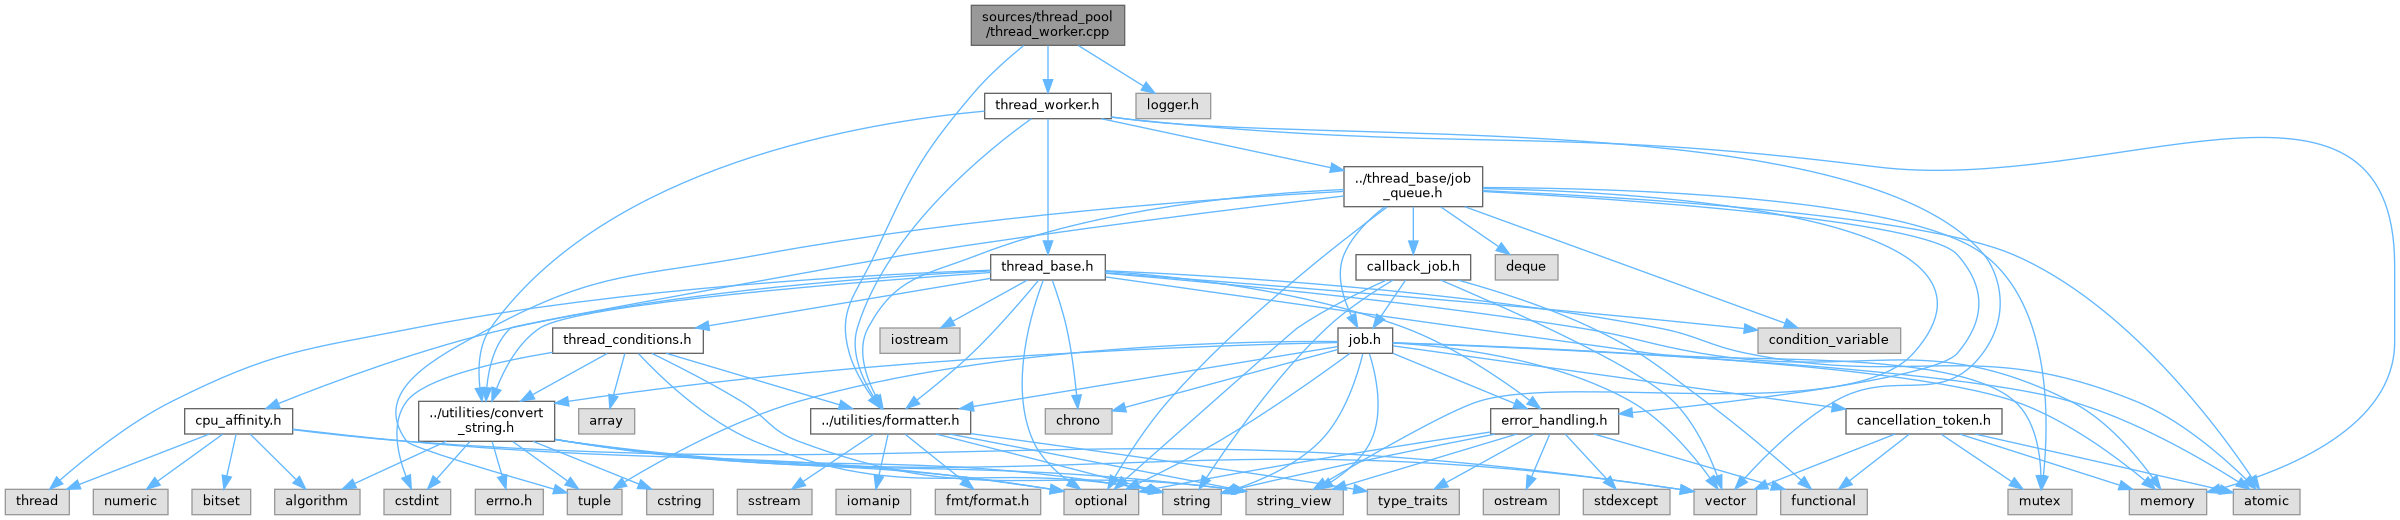 sources/thread_pool
/thread_worker.cpp
thread_worker.h
logger.h
../thread_base/job
_queue.h
thread_base.h
callback_job.h
deque
thread_conditions.h
iostream
job.h
condition_variable
cpu_affinity.h
../utilities/convert
_string.h
array
../utilities/formatter.h
chrono
error_handling.h
cancellation_token.h
thread
numeric
bitset
algorithm
cstdint
errno.h
tuple
cstring
sstream
iomanip
fmt/format.h
optional
string
string_view
type_traits
ostream
stdexcept
vector
functional
mutex
memory
atomic